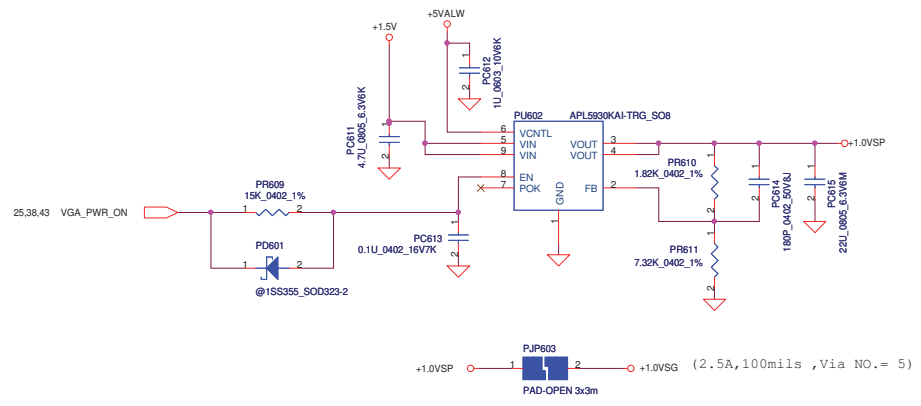 +1.5V
+5VALW
1
2
PC612
1U_0603_10V6K
1
2
PC611
4.7U_0805_6.3V6K
PU602
APL5930KAI-TRG_SO8
6
5
9
VCNTL
VIN
VIN
VOUT
VOUT
3
4
+1.0VSP
8
7
EN
POK
GND
1
FB
2
PR610
1.82K_0402_1%
1
2
1
2
PC614
180P_0402_50V8J
1
2
PC615
22U_0805_6.3V6M
PR609
15K_0402_1%
25,38,43 VGA_PWR_ON
1
2
PC613
0.1U_0402_16V7K
1
2
PD601
1
2
@1SS355_SOD323-2
PR611
7.32K_0402_1%
1
2
PJP603
+1.0VSP
1
2
+1.0VSG
(2.5A,100mils ,Via NO.= 5)
PAD-OPEN 3x3m